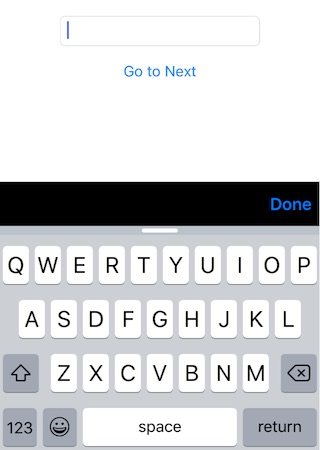 Go to Next
Done
Q W E R T Y U I O P
A S D F G H J K L
Z X C V B N M
123 space return